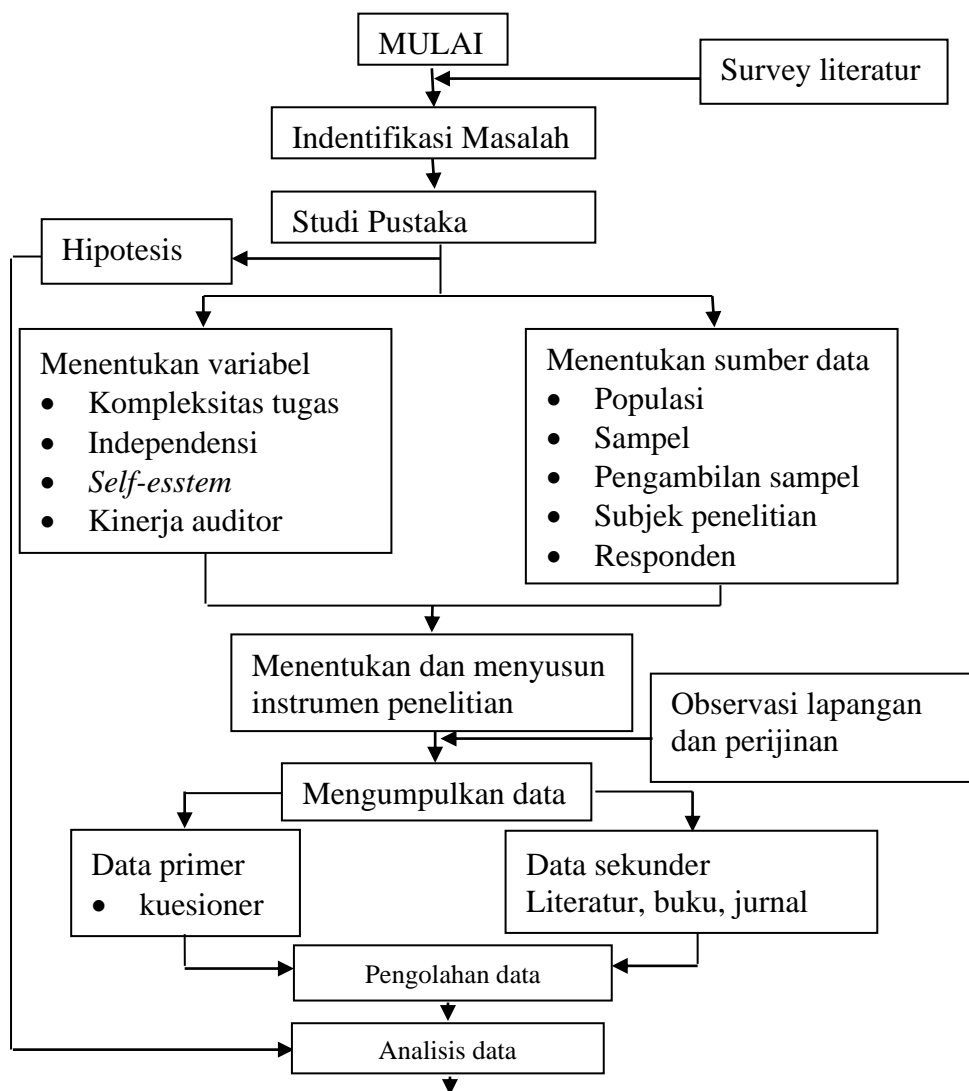 MULAI
Survey literatur
Indentifikasi Masalah
Studi Pustaka
Hipotesis
Menentukan variabel
• Kompleksitas tugas
• Independensi
• Self-esstem
• Kinerja auditor
Menentukan sumber data
• Populasi
• Sampel
• Pengambilan sampel
• Subjek penelitian
• Responden
Menentukan dan menyusun
instrumen penelitian
Observasi lapangan
dan perijinan
Mengumpulkan data
Data primer
• kuesioner
Data sekunder
Literatur, buku, jurnal
Pengolahan data
Analisis data